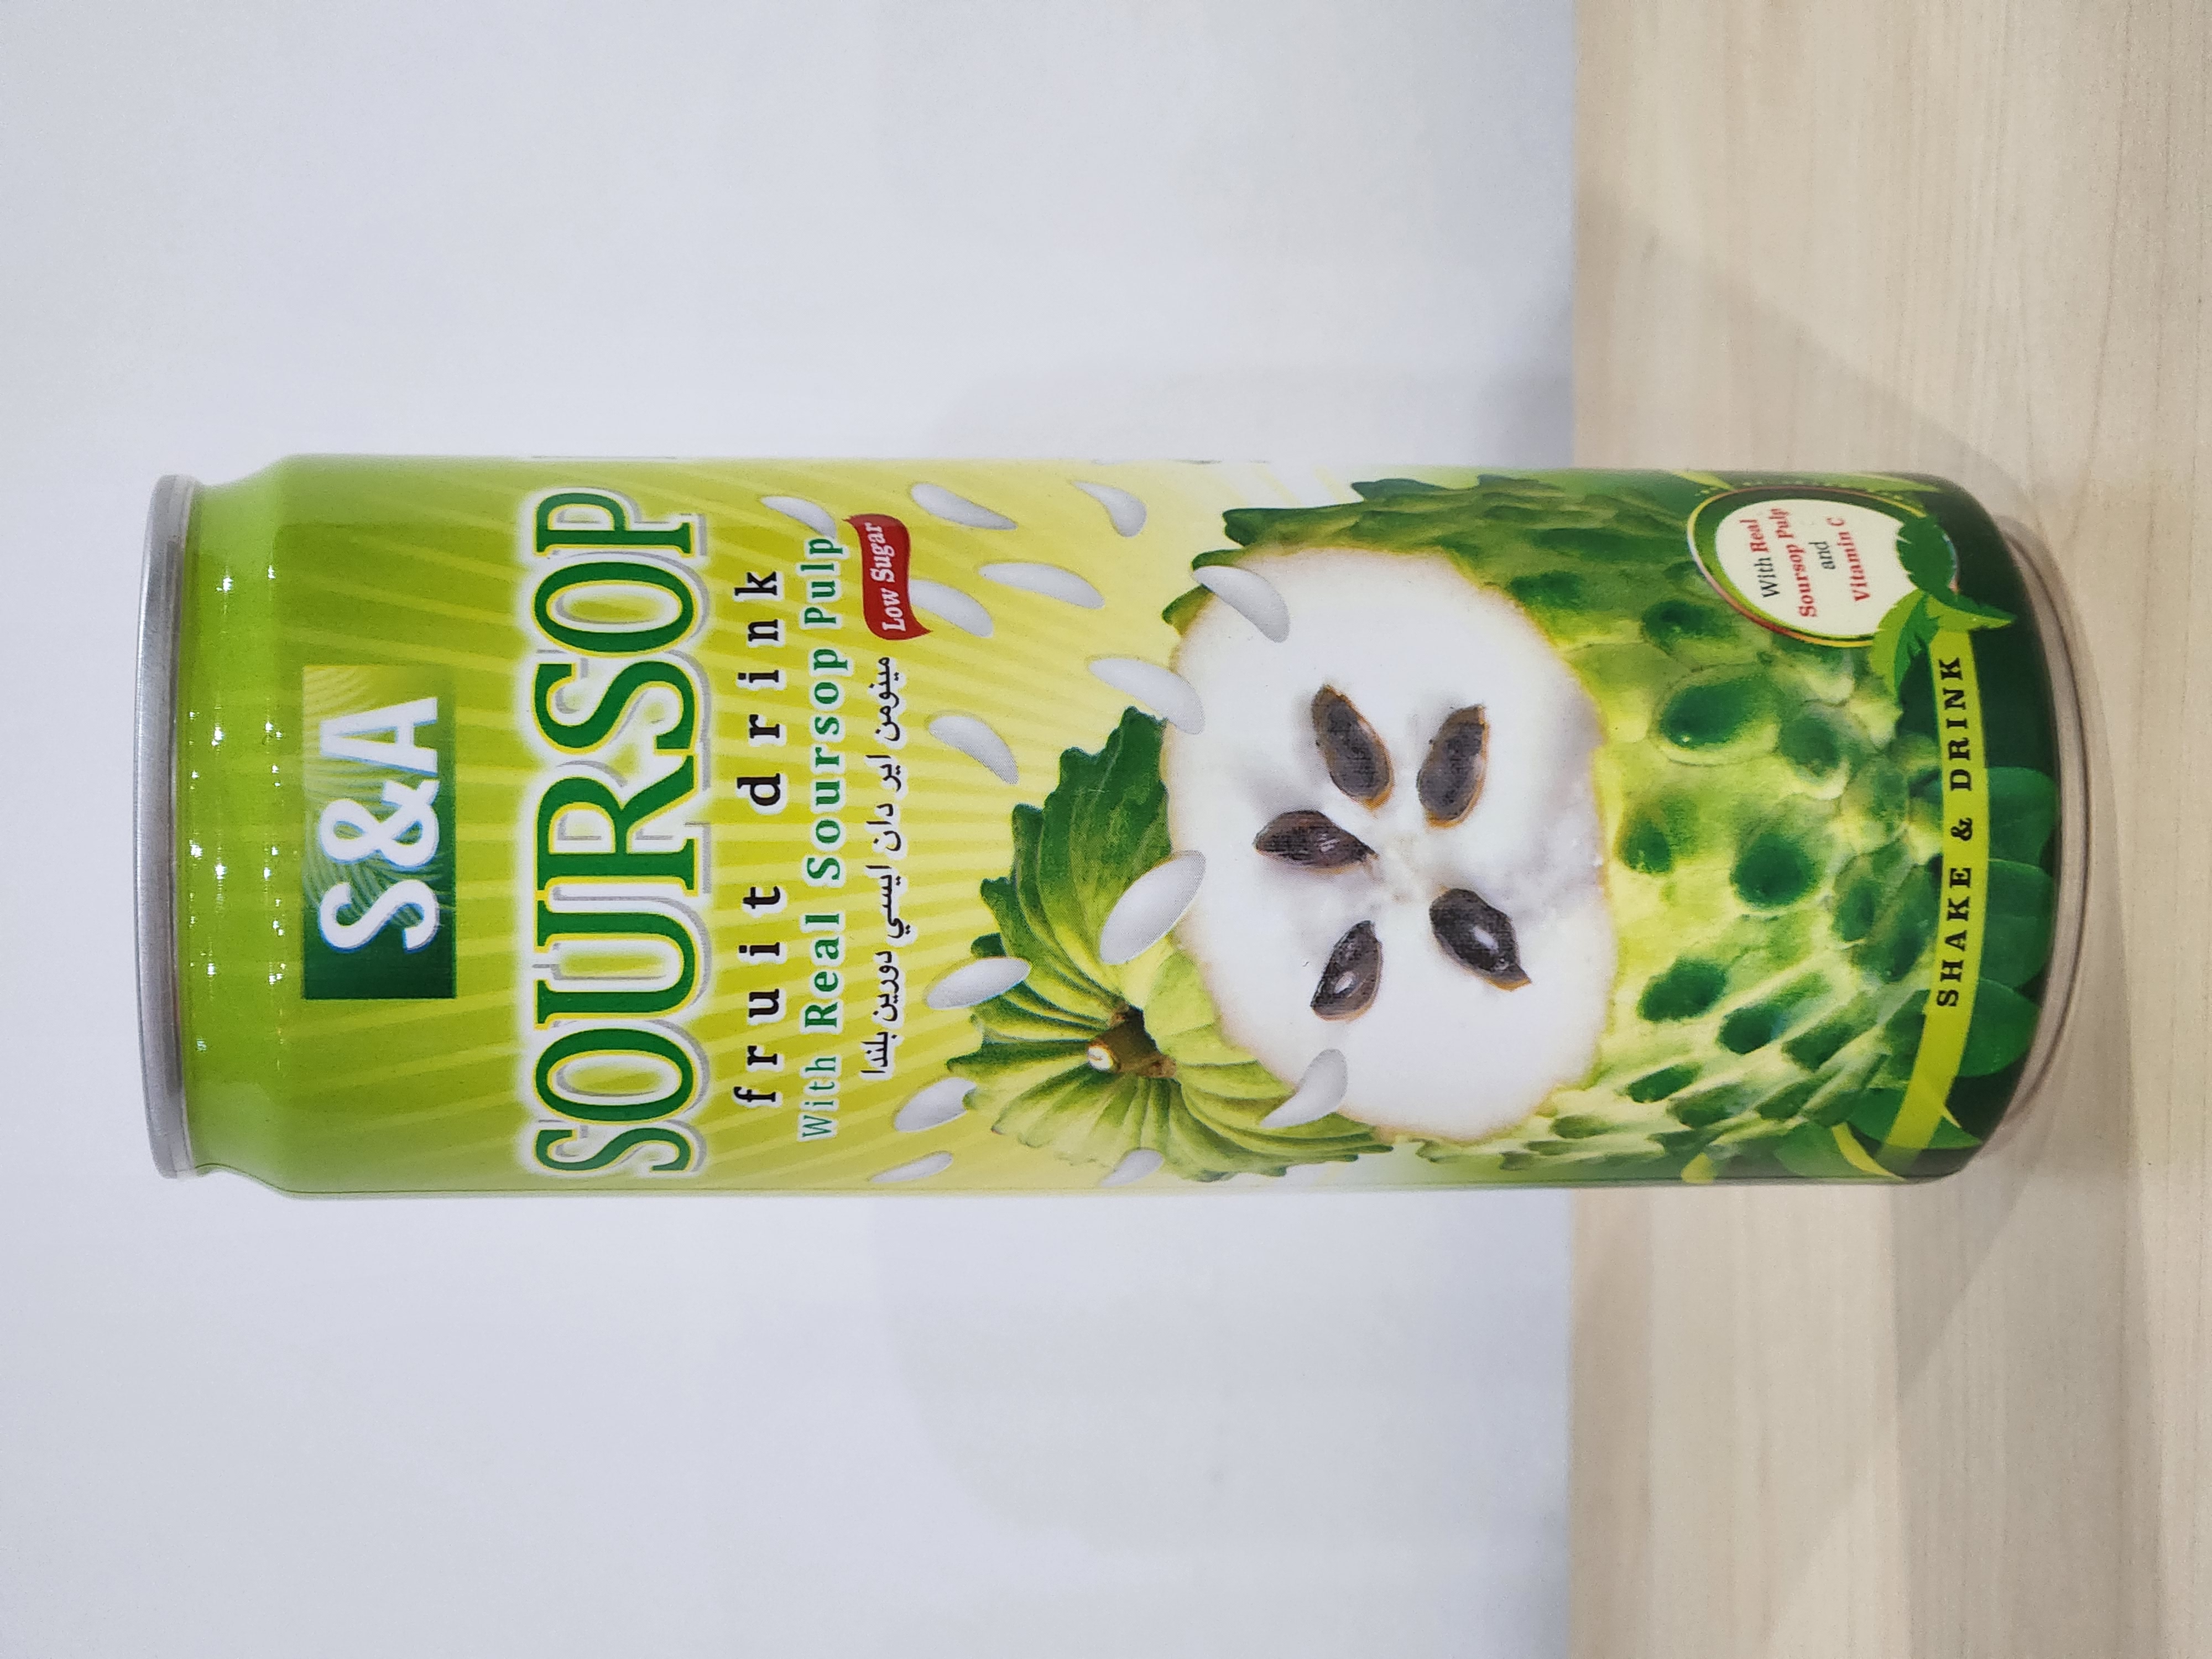 S&A
SOURSOP
fruit drink
With Real Soursop Pulp
مينومن اير دان ايسي دورين بلندا
Low Sugar
With Real
Soursop Pulp
and
Vitamin C
SHAKE & DRINK